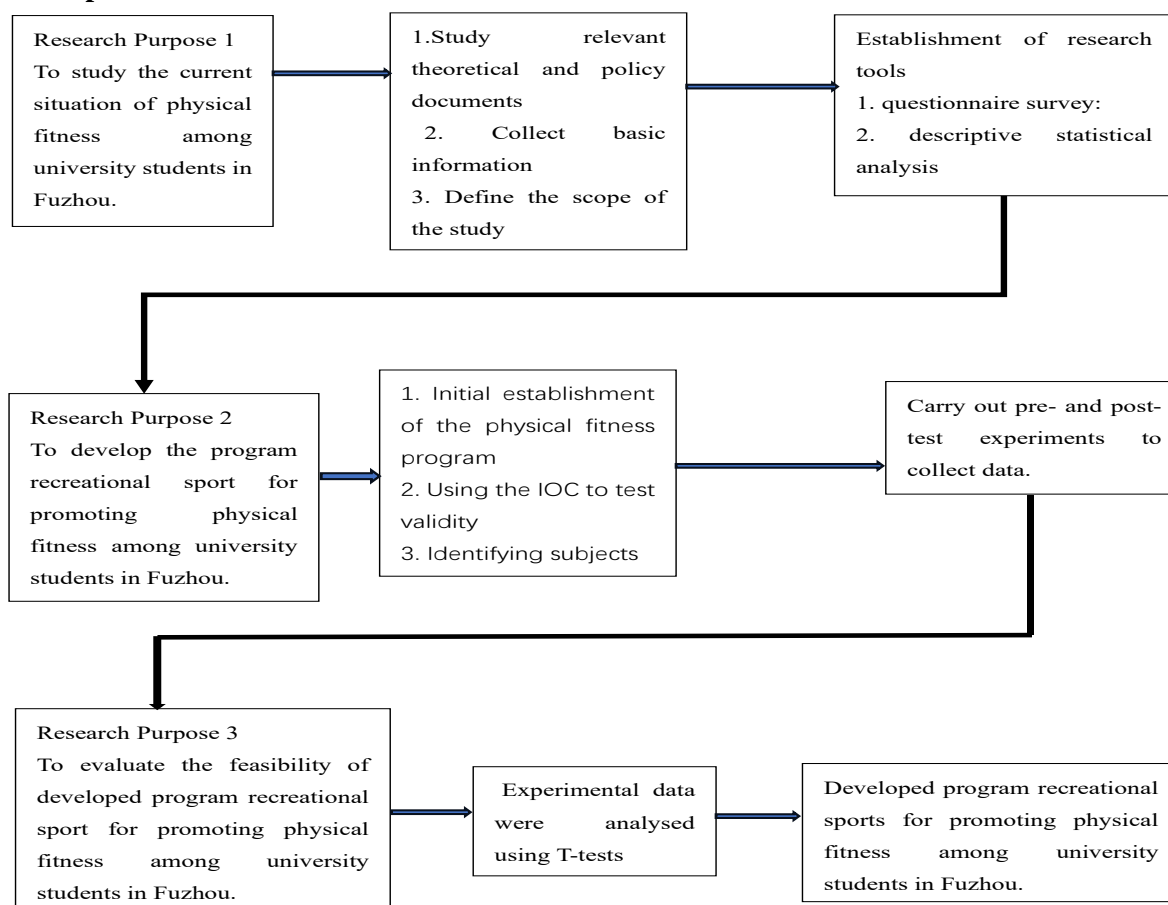 Research Purpose 1
To study the current
situation of physical
fitness among
university students in
Fuzhou.
1.Study relevant
theoretical and policy
documents
2. Collect basic
information
3. Define the scope of
the study
Establishment of research
tools
1. questionnaire survey:
2. descriptive statistical
analysis
Research Purpose 2
To develop the program
recreational sport for
promoting physical
fitness among university
students in Fuzhou.
1. Initial establishment
of the physical fitness
program
2. Using the IOC to test
validity
3. Identifying subjects
Carry out pre- and post-
test experiments to
collect data.
Research Purpose 3
To evaluate the feasibility of
developed program recreational
sport for promoting physical
fitness among university
students in Fuzhou.
Experimental data
were analysed
using T-tests
Developed program recreational
sports for promoting physical
fitness among university
students in Fuzhou.